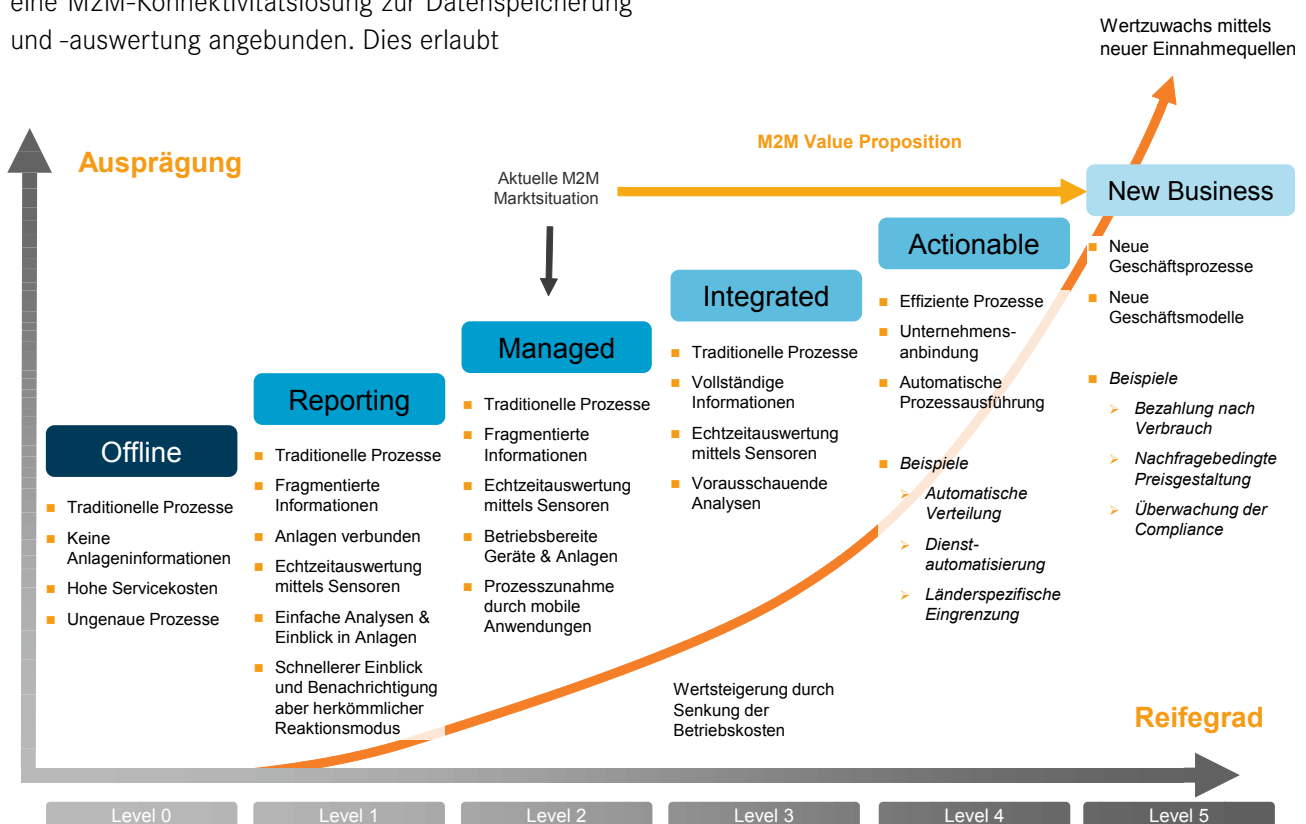 eine M2M-Konnektivitätslösung zur Datenspeicherung
und -auswertung angebunden. Dies erlaubt
Wertzuwachs mittels
neuer Einnahmequellen
Ausprägung
M2M Value Proposition
Aktuelle M2M
Marktsituation
New Business
Neue
Geschäftsprozesse
Neue
Geschäftsmodelle
Beispiele
Bezahlung nach
Verbrauch
Nachfragebedingte
Preisgestaltung
Überwachung der
Compliance
Actionable
Effiziente Prozesse
Unternehmens-
anbindung
Automatische
Prozessausführung
Beispiele
Automatische
Verteilung
Dienst-
automatisierung
Länderspezifische
Eingrenzung
Integrated
Traditionelle Prozesse
Vollständige
Informationen
Echtzeitauswertung
mittels Sensoren
Vorausschauende
Analysen
Managed
Traditionelle Prozesse
Fragmentierte
Informationen
Echtzeitauswertung
mittels Sensoren
Betriebsbereite
Geräte & Anlagen
Prozesszunahme
durch mobile
Anwendungen
Reporting
Traditionelle Prozesse
Fragmentierte
Informationen
Anlagen verbunden
Echtzeitauswertung
mittels Sensoren
Einfache Analysen &
Einblick in Anlagen
Schnellerer Einblick
und Benachrichtigung
aber herkömmlicher
Reaktionsmodus
Offline
Traditionelle Prozesse
Keine
Anlageninformationen
Hohe Servicekosten
Ungenaue Prozesse
Wertsteigerung durch
Senkung der
Betriebskosten
Reifegrad
Level 0
Level 1
Level 2
Level 3
Level 4
Level 5